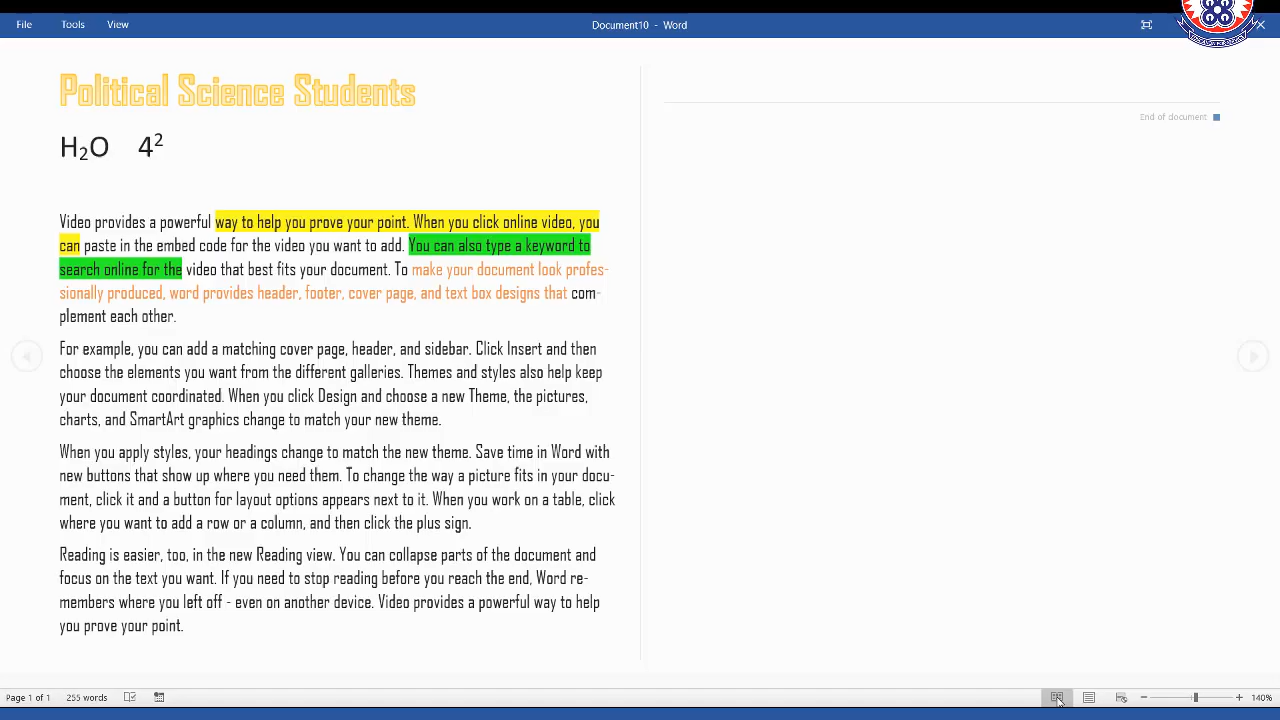 File Tools View Document10 - Word
Political Science Students
H₂O 4²
End of document
Video provides a powerful way to help you prove your point. When you click online video, you
can paste in the embed code for the video you want to add. You can also type a keyword to
search online for the video that best fits your document. To make your document look profes-
sionally produced, word provides header, footer, cover page, and text box designs that com-
plement each other.
For example, you can add a matching cover page, header, and sidebar. Click Insert and then
choose the elements you want from the different galleries. Themes and styles also help keep
your document coordinated. When you click Design and choose a new Theme, the pictures,
charts, and SmartArt graphics change to match your new theme.
When you apply styles, your headings change to match the new theme. Save time in Word with
new buttons that show up where you need them. To change the way a picture fits in your docu-
ment, click it and a button for layout options appears next to it. When you work on a table, click
where you want to add a row or a column, and then click the plus sign.
Reading is easier, too, in the new Reading view. You can collapse parts of the document and
focus on the text you want. If you need to stop reading before you reach the end, Word re-
members where you left off - even on another device. Video provides a powerful way to help
you prove your point.
Page 1 of 1 255 words 140%